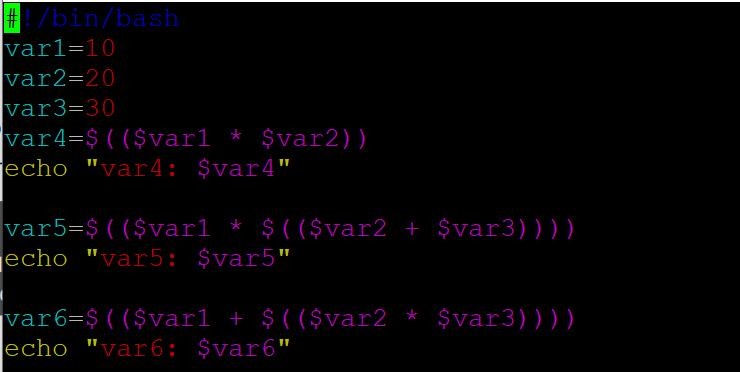 #!/bin/bash
var1=10
var2=20
var3=30
var4=$(($var1 * $var2))
echo "var4: $var4"
var5=$(($var1 * $(($var2 + $var3))))
echo "var5: $var5"
var6=$(($var1 + $(($var2 * $var3))))
echo "var6: $var6"